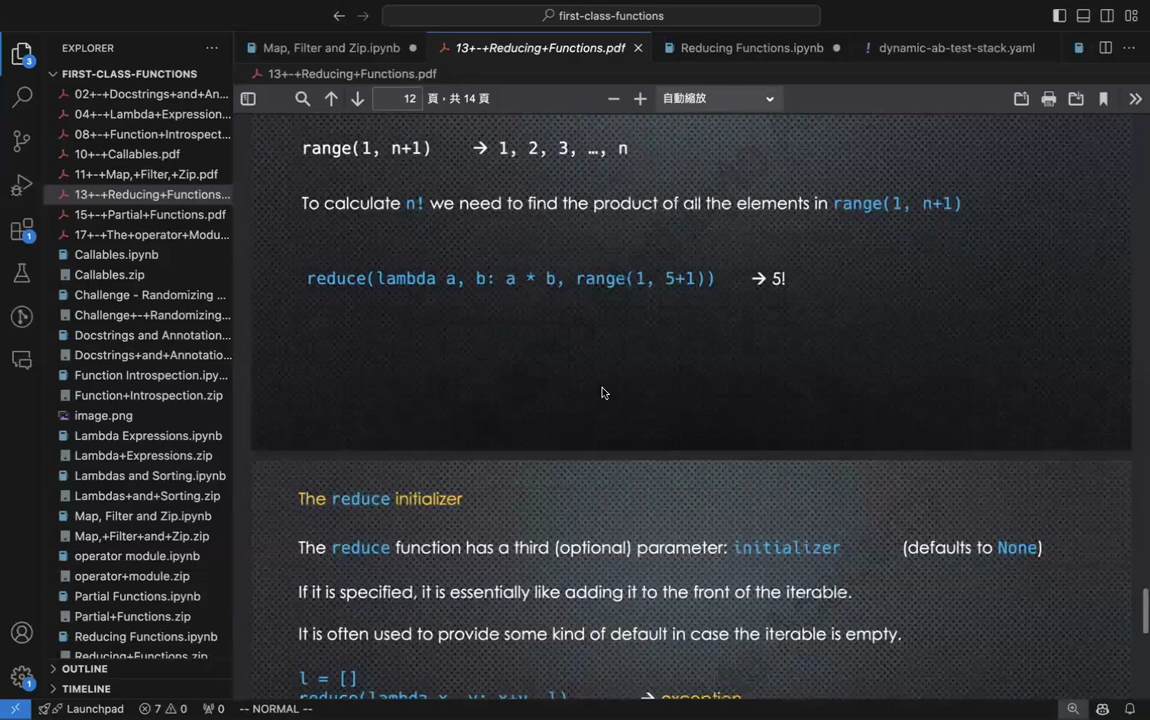 first-class-functions
EXPLORER
Map, Filter and Zip.ipynb
13+-+Reducing+Functions.pdf
Reducing Functions.ipynb
dynamic-ab-test-stack.yaml
FIRST-CLASS-FUNCTIONS
13+-+Reducing+Functions.pdf
02+-+Docstrings+and+An...
04+-+Lambda+Expression...
08+-+Function+Introspect...
10+-+Callables.pdf
11+-+Map,+Filter,+Zip.pdf
13+-+Reducing+Functions...
15+-+Partial+Functions.pdf
17+-+The+operator+Modu...
Callables.ipynb
Callables.zip
Challenge - Randomizing ...
Challenge+-+Randomizing...
Docstrings and Annotation...
Docstrings+and+Annotatio...
Function Introspection.ipy...
Function+Introspection.zip
image.png
Lambda Expressions.ipynb
Lambda+Expressions.zip
Lambdas and Sorting.ipynb
Lambdas+and+Sorting.zip
Map, Filter and Zip.ipynb
Map,+Filter+and+Zip.zip
operator module.ipynb
operator+module.zip
Partial Functions.ipynb
Partial+Functions.zip
Reducing Functions.ipynb
Reducing+Functions.zip
OUTLINE
TIMELINE
12 頁，共 14 頁
自動縮放
range(1, n+1) → 1, 2, 3, …, n
To calculate n! we need to find the product of all the elements in range(1, n+1)
reduce(lambda a, b: a * b, range(1, 5+1)) → 5!
The reduce initializer
The reduce function has a third (optional) parameter: initializer (defaults to None)
If it is specified, it is essentially like adding it to the front of the iterable.
It is often used to provide some kind of default in case the iterable is empty.
l = []
reduce(lambda x, y: x+y, l) → exception
3
1
1
Launchpad
7
0
0
-- NORMAL --